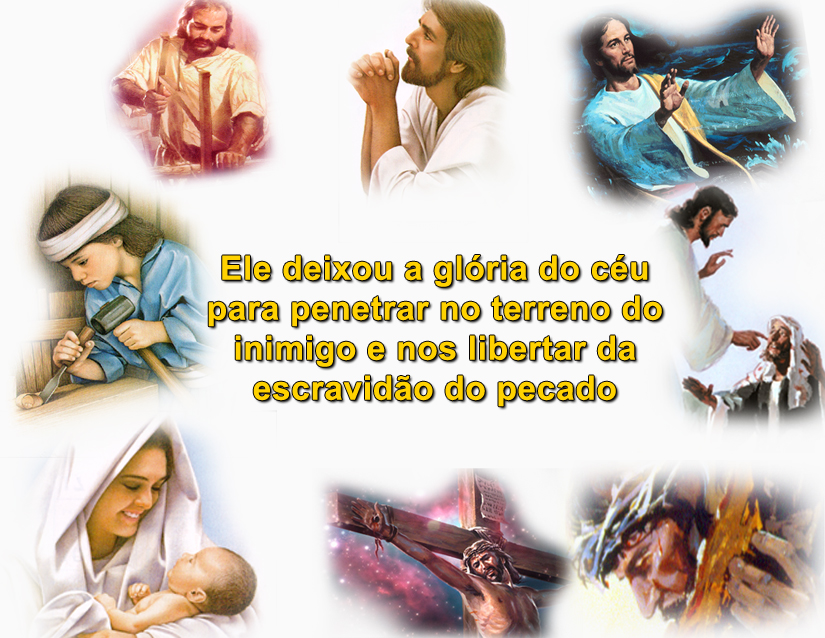 Ele deixou a glória do céu
para penetrar no terreno do
inimigo e nos libertar da
escravidão do pecado